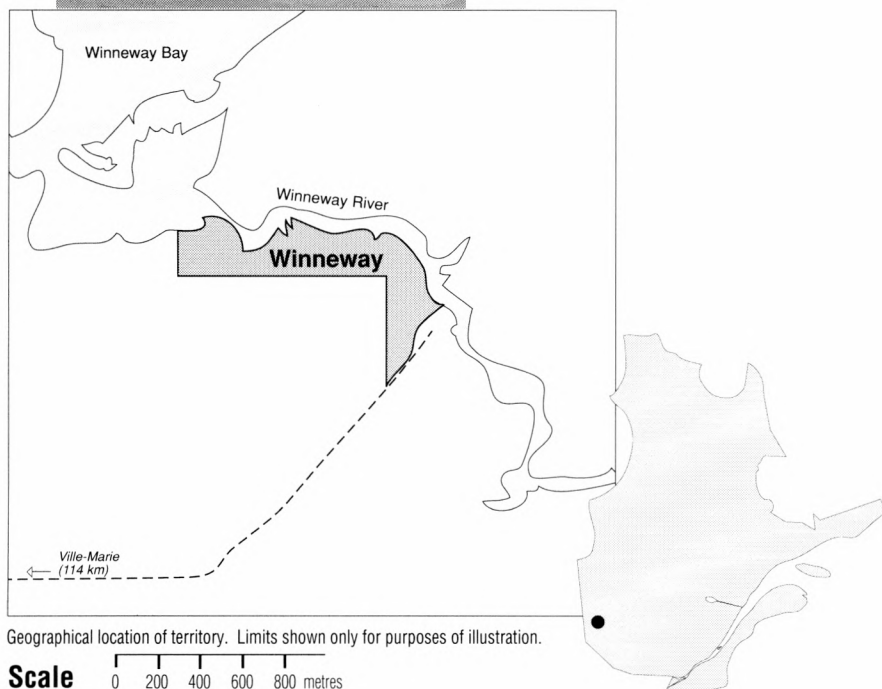 Winneway Bay
Winneway River
Winneway
Ville-Marie
(114 km)
Geographical location of territory. Limits shown only for purposes of illustration.
Scale
0 200 400 600 800 metres